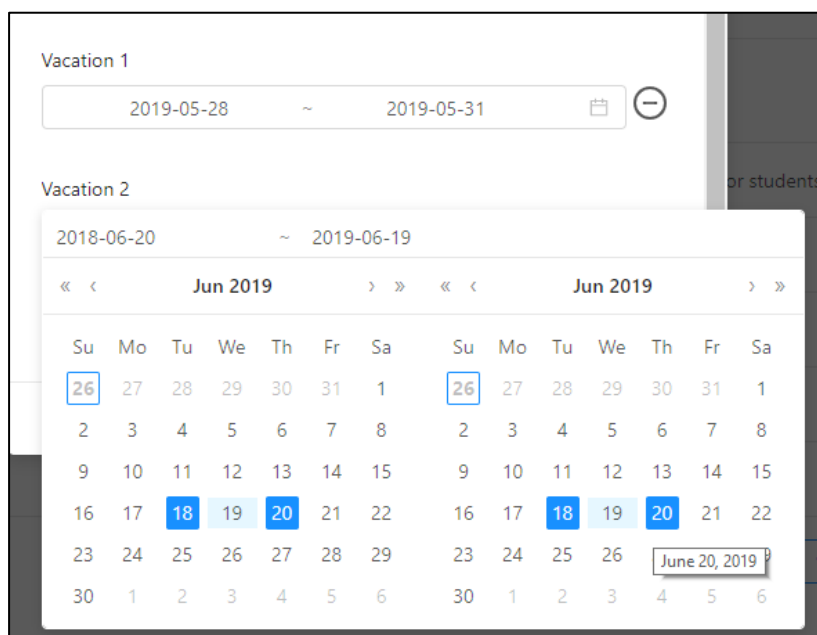 Vacation 1
2019-05-28 ~ 2019-05-31
Vacation 2
or students
2018-06-20 ~ 2019-06-19
« ‹ Jun 2019 › » « ‹ Jun 2019 › »
Su Mo Tu We Th Fr Sa Su Mo Tu We Th Fr Sa
26 27 28 29 30 31 1 26 27 28 29 30 31 1
2 3 4 5 6 7 8 2 3 4 5 6 7 8
9 10 11 12 13 14 15 9 10 11 12 13 14 15
16 17 18 19 20 21 22 16 17 18 19 20 21 22
23 24 25 26 27 28 29 23 24 25 26
June 20, 2019
30 1 2 3 4 5 6 30 1 2 3 4 5 6